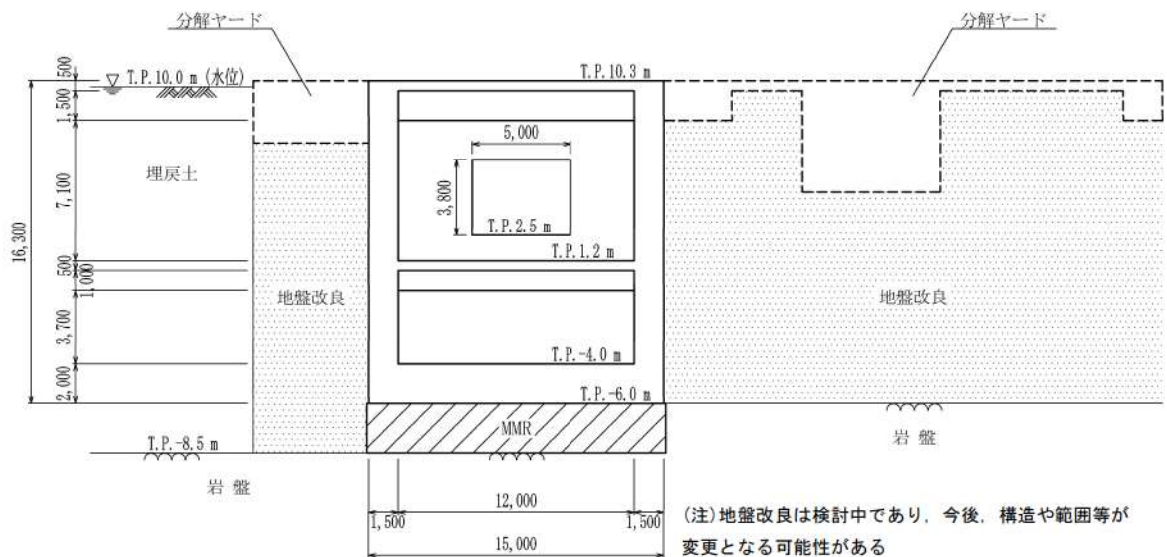 分解ヤード
分解ヤード
500
T.P.10.0 m (水位)
T.P.10.3 m
1,500
5,000
埋戻土
7,100
3,800
T.P.2.5 m
16,300
T.P.1.2 m
500
1,000
地盤改良
地盤改良
3,700
T.P.-4.0 m
2,000
T.P.-6.0 m
MMR
岩盤
T.P.-8.5 m
岩盤
12,000
1,500
1,500
15,000
(注)地盤改良は検討中であり，今後，構造や範囲等が
変更となる可能性がある